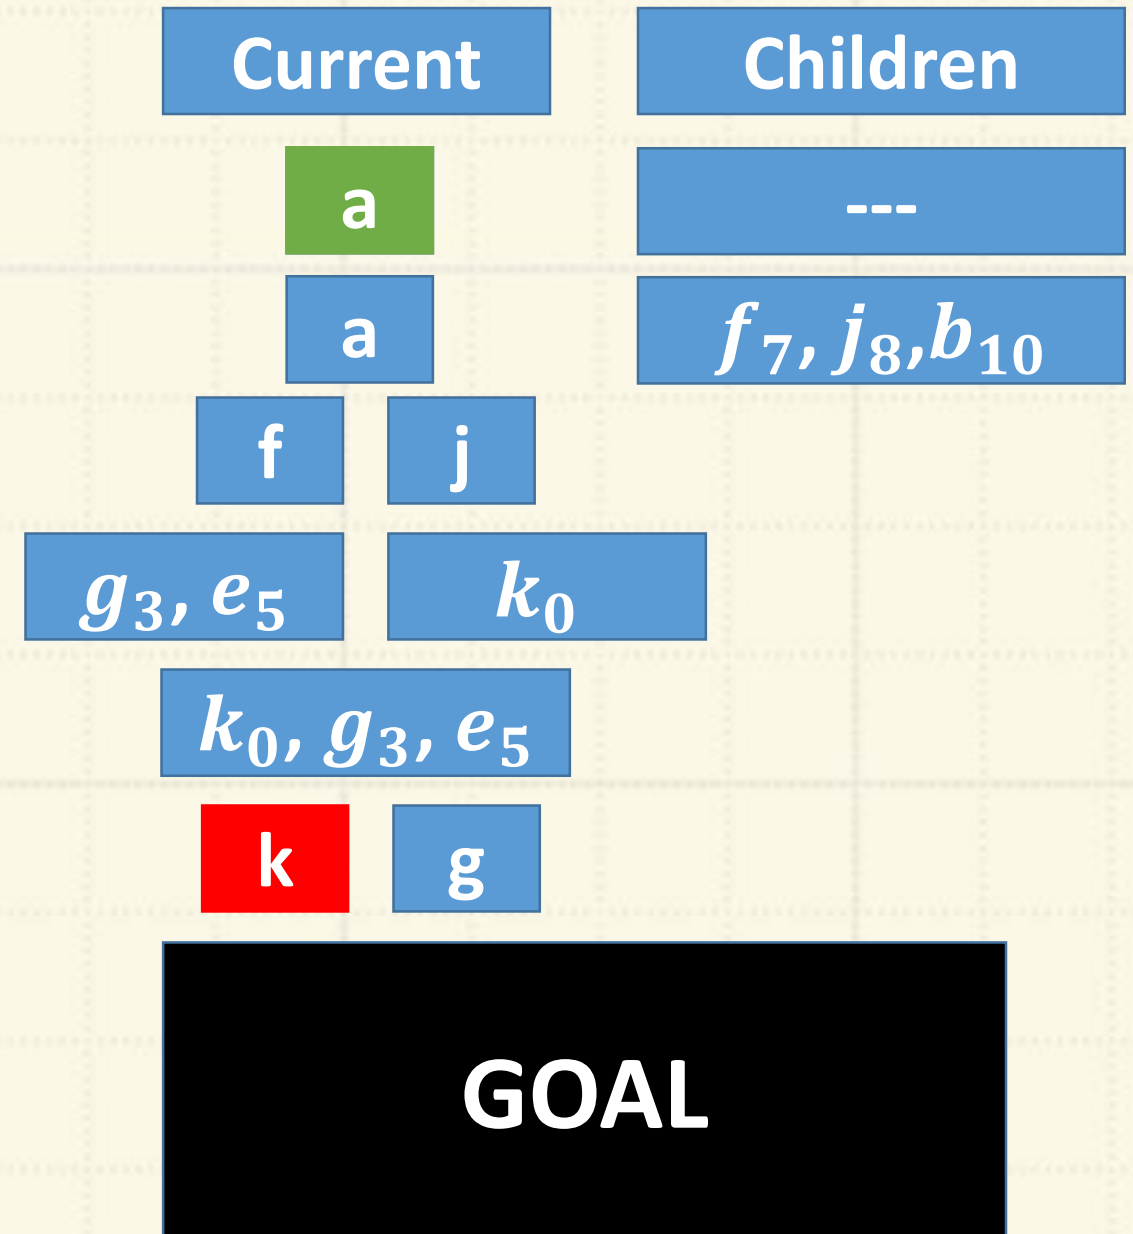 Current Children
a ---
a f₇, j₈,b₁₀
f j
g₃, e₅ k₀
k₀, g₃, e₅
k g
GOAL